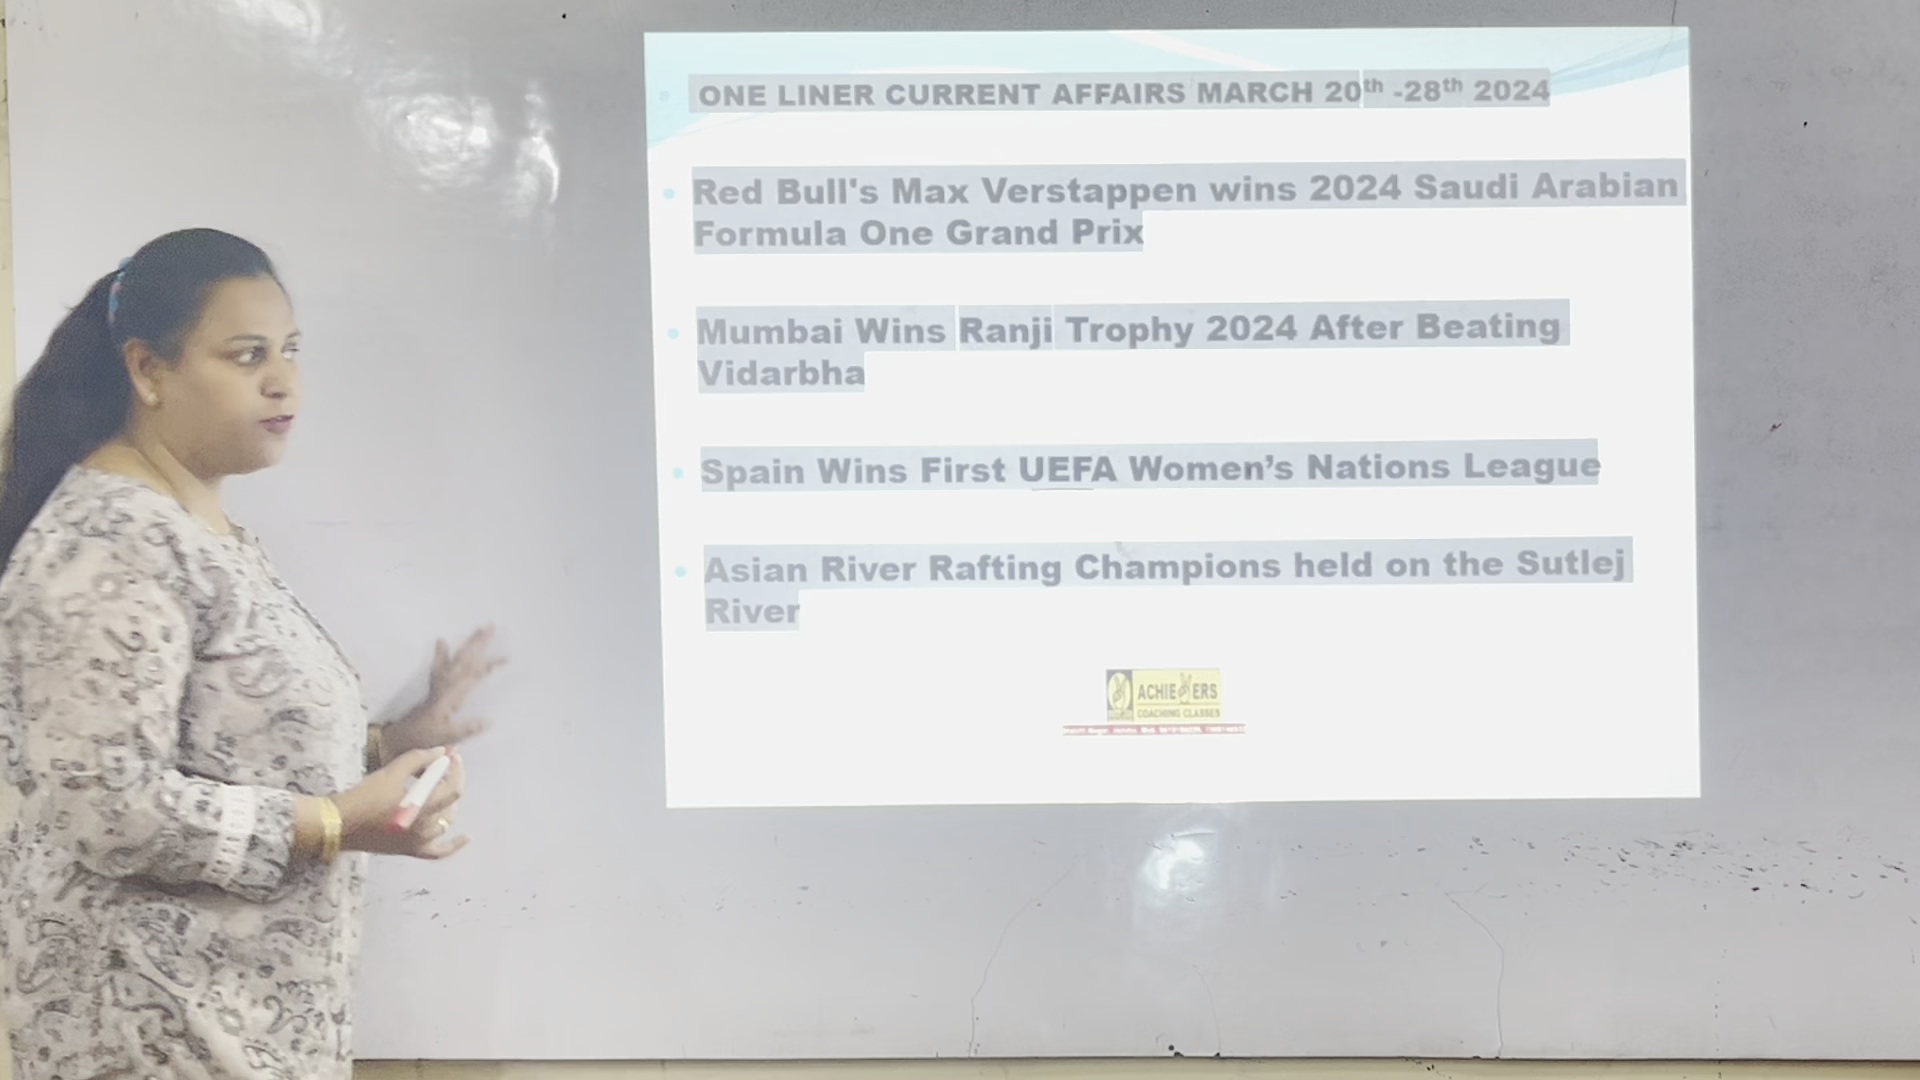 ONE LINER CURRENT AFFAIRS MARCH 20th -28th 2024
Red Bull's Max Verstappen wins 2024 Saudi Arabian
Formula One Grand Prix
Mumbai Wins Ranji Trophy 2024 After Beating
Vidarbha
Spain Wins First UEFA Women’s Nations League
Asian River Rafting Champions held on the Sutlej
River
ACHIEVERS
COACHING CLASSES